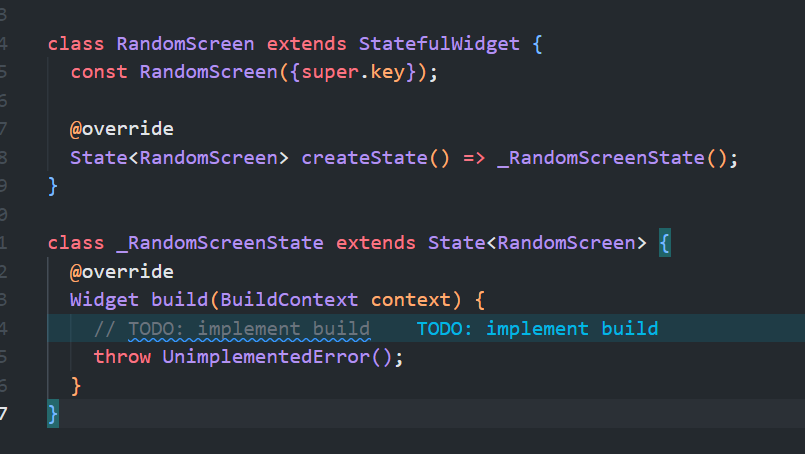 3
4 class RandomScreen extends StatefulWidget {
5   const RandomScreen({super.key});
6
7   @override
8   State<RandomScreen> createState() => _RandomScreenState();
9 }
0
1 class _RandomScreenState extends State<RandomScreen> {
2   @override
3   Widget build(BuildContext context) {
4     // TODO: implement build    TODO: implement build
5     throw UnimplementedError();
6   }
7 }